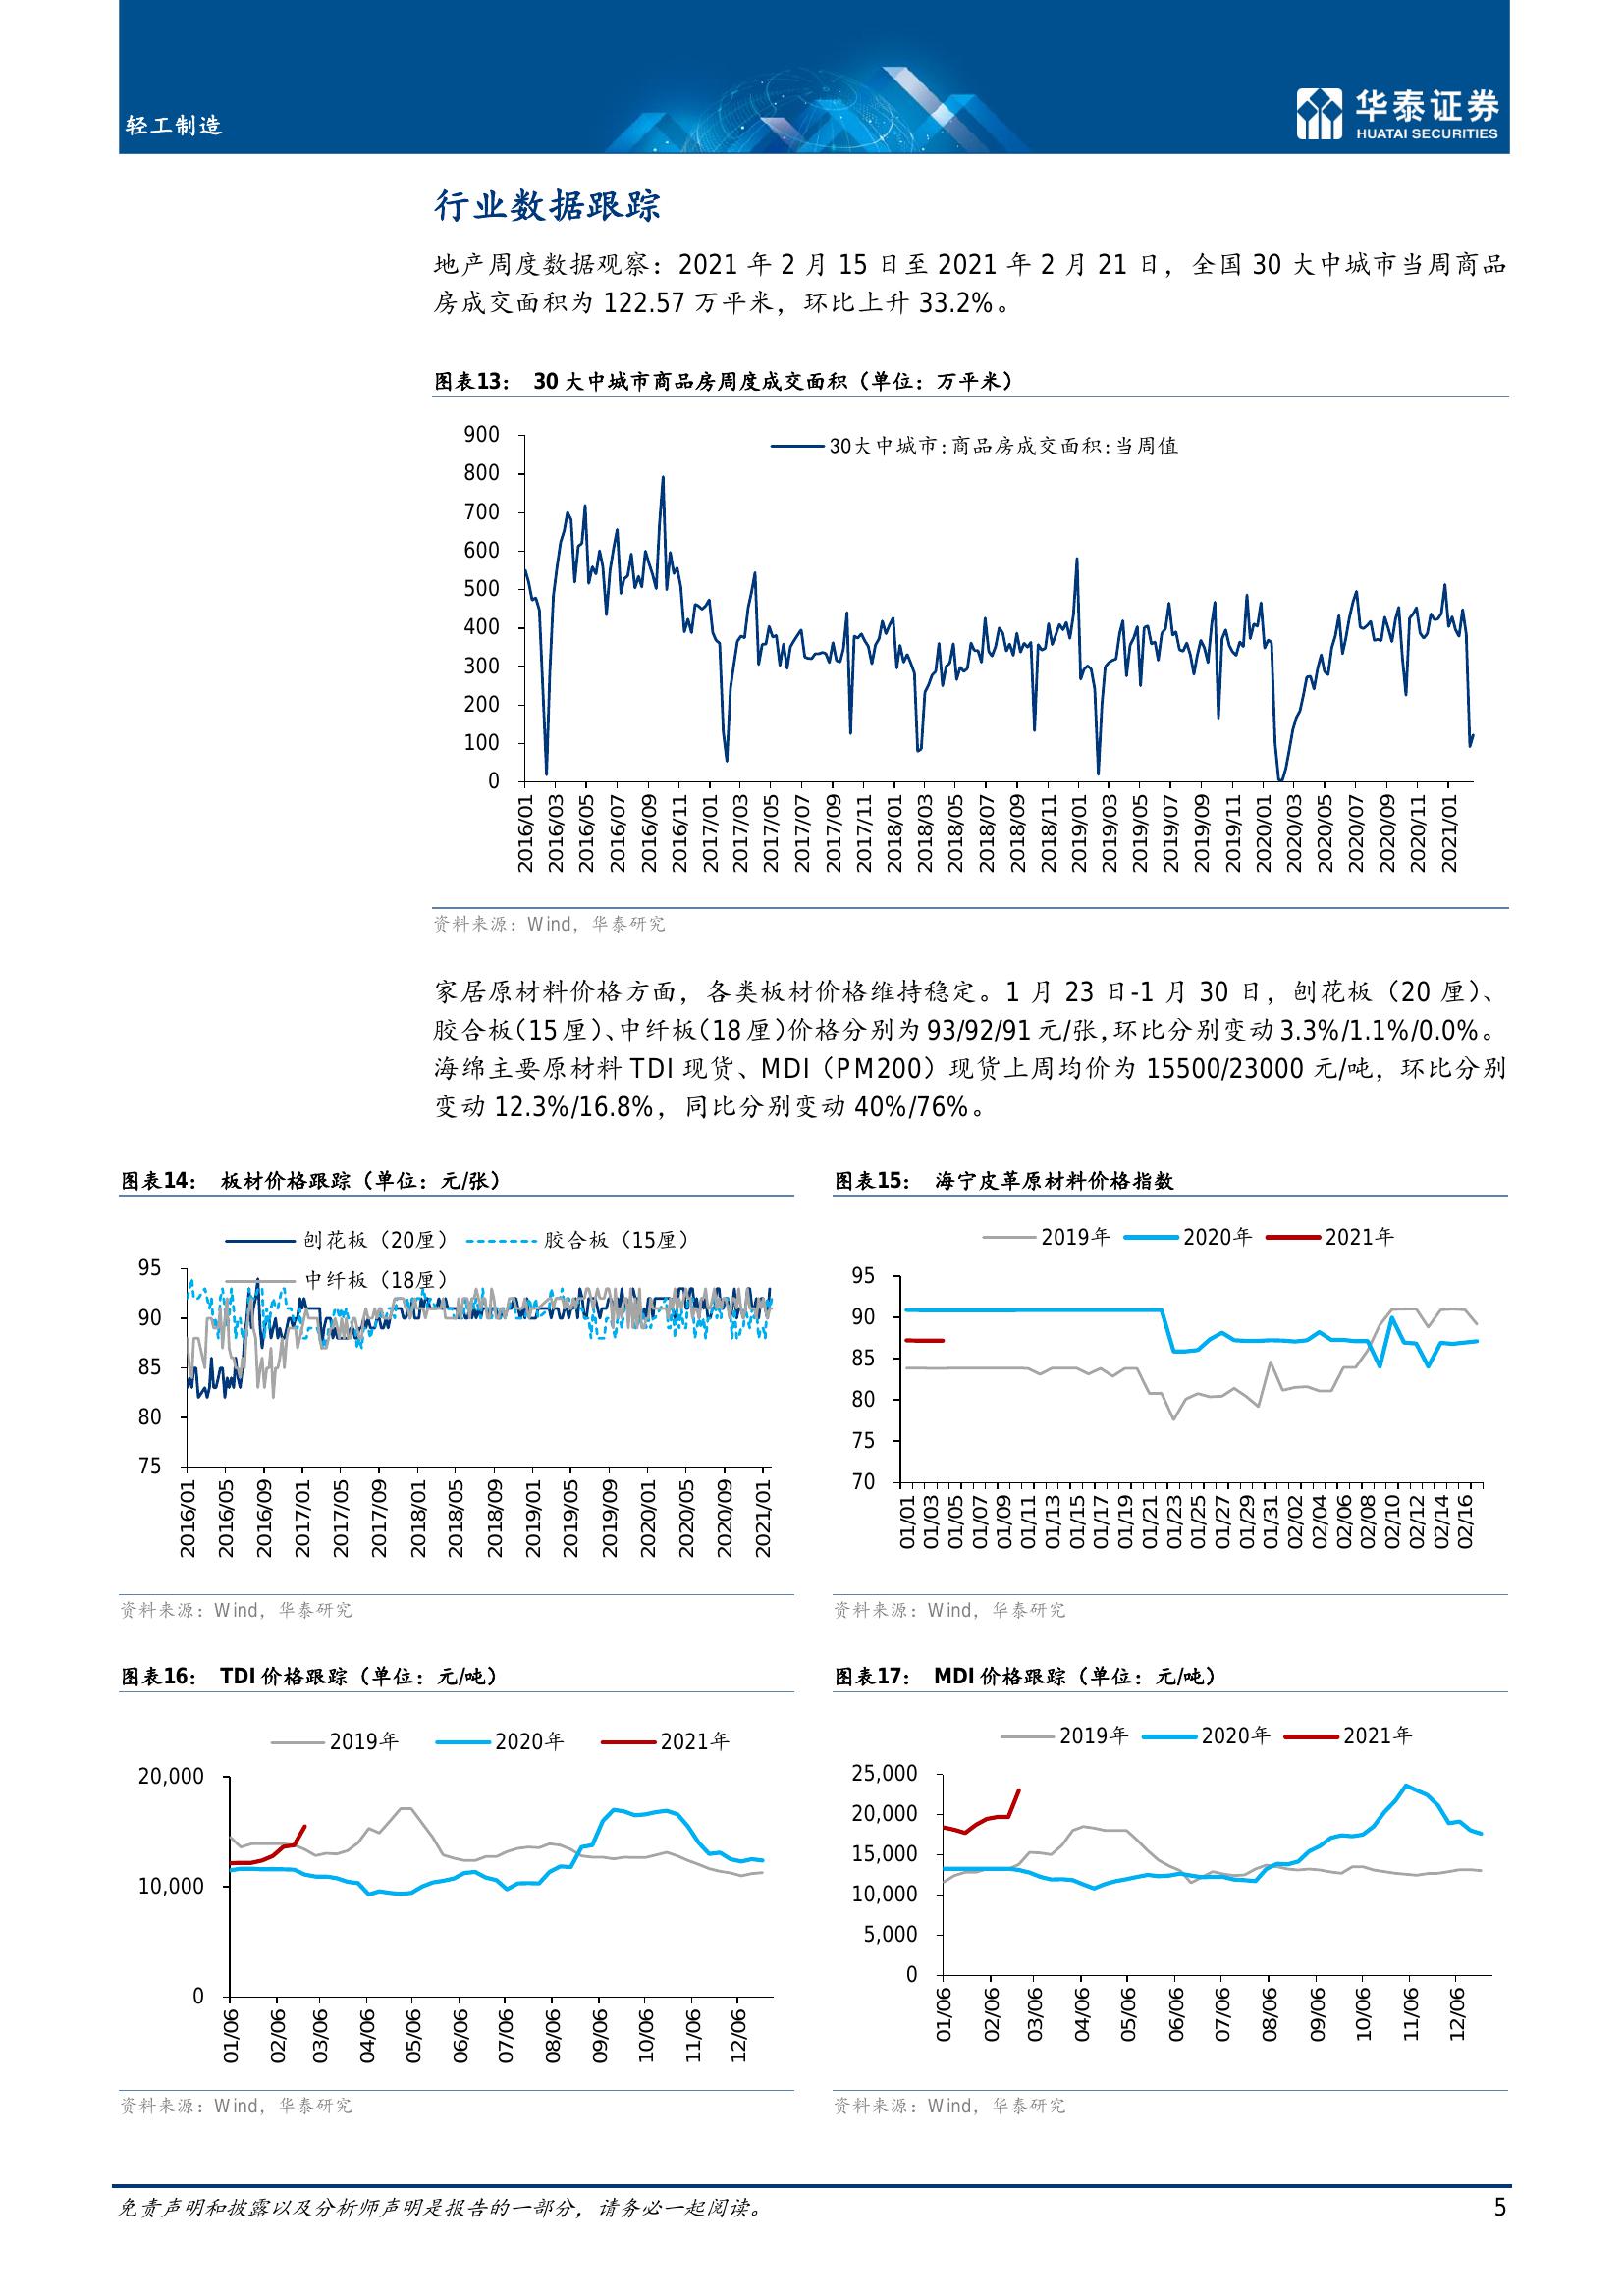 轻工制造
华泰证券
HUATAI SECURITIES
行业数据跟踪
地产周度数据观察：2021 年 2 月 15 日至 2021 年 2 月 21 日，全国 30 大中城市当周商品
房成交面积为 122.57 万平米，环比上升 33.2%。
图表13： 30 大中城市商品房周度成交面积（单位：万平米）
30大中城市:商品房成交面积:当周值
900
800
700
600
500
400
300
200
100
0
2016/01 2016/03 2016/05 2016/07 2016/09 2016/11 2017/01 2017/03 2017/05 2017/07 2017/09 2017/11 2018/01 2018/03 2018/05 2018/07 2018/09 2018/11 2019/01 2019/03 2019/05 2019/07 2019/09 2019/11 2020/01 2020/03 2020/05 2020/07 2020/09 2020/11 2021/01
资料来源：Wind，华泰研究
家居原材料价格方面，各类板材价格维持稳定。1 月 23 日-1 月 30 日，刨花板（20 厘）、
胶合板（15 厘）、中纤板（18 厘）价格分别为 93/92/91 元/张，环比分别变动 3.3%/1.1%/0.0%。
海绵主要原材料 TDI 现货、MDI（PM200）现货上周均价为 15500/23000 元/吨，环比分别
变动 12.3%/16.8%，同比分别变动 40%/76%。
图表14： 板材价格跟踪（单位：元/张）
刨花板（20厘） 胶合板（15厘）
中纤板（18厘）
95
90
85
80
75
2016/01 2016/05 2016/09 2017/01 2017/05 2017/09 2018/01 2018/05 2018/09 2019/01 2019/05 2019/09 2020/01 2020/05 2020/09 2021/01
资料来源：Wind，华泰研究
图表15： 海宁皮革原材料价格指数
2019年 2020年 2021年
95
90
85
80
75
70
01/01 01/03 01/05 01/07 01/09 01/11 01/13 01/15 01/17 01/19 01/21 01/23 01/25 01/27 01/29 01/31 02/02 02/04 02/06 02/08 02/10 02/12 02/14 02/16
资料来源：Wind，华泰研究
图表16： TDI 价格跟踪（单位：元/吨）
2019年 2020年 2021年
20,000
10,000
0
01/06 02/06 03/06 04/06 05/06 06/06 07/06 08/06 09/06 10/06 11/06 12/06
资料来源：Wind，华泰研究
图表17： MDI 价格跟踪（单位：元/吨）
2019年 2020年 2021年
25,000
20,000
15,000
10,000
5,000
0
01/06 02/06 03/06 04/06 05/06 06/06 07/06 08/06 09/06 10/06 11/06 12/06
资料来源：Wind，华泰研究
免责声明和披露以及分析师声明是报告的一部分，请务必一起阅读。
5